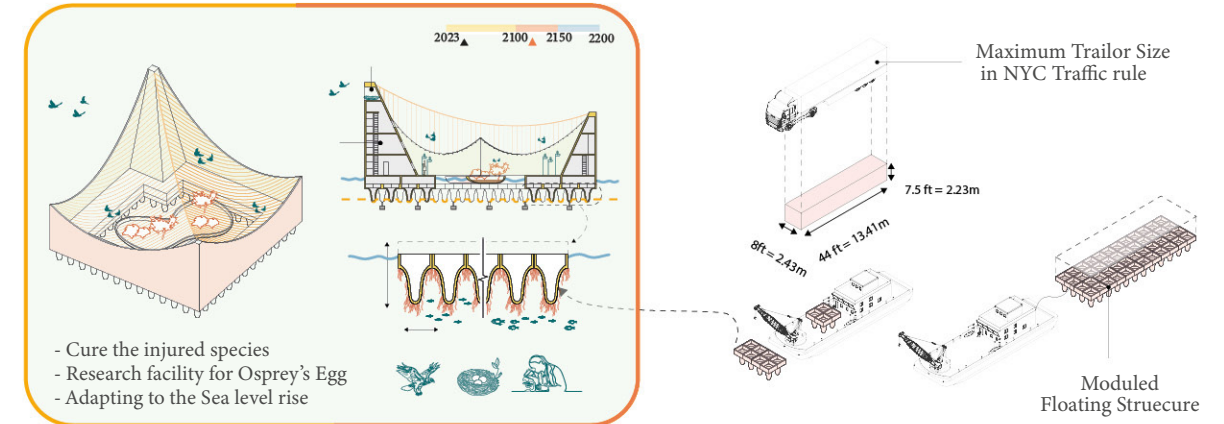 2023 2100 2150 2200
- Cure the injured species
- Research facility for Osprey's Egg
- Adapting to the Sea level rise
Maximum Trailor Size
in NYC Traffic rule
7.5 ft = 2.23m
8ft = 2.43m
44 ft = 13.41m
Moduled
Floating Struecure